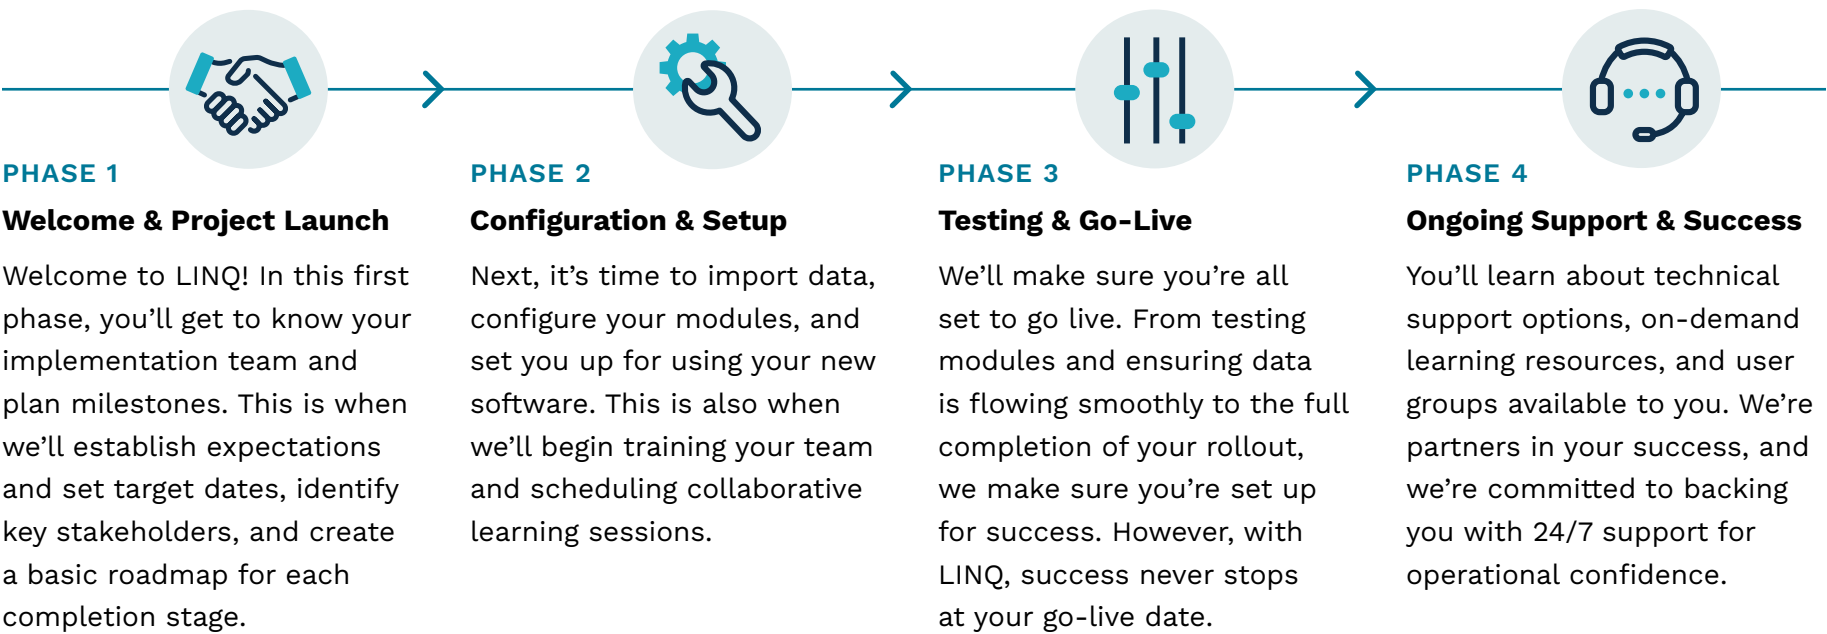 PHASE 1
Welcome & Project Launch
Welcome to LINQ! In this first
phase, you’ll get to know your
implementation team and
plan milestones. This is when
we’ll establish expectations
and set target dates, identify
key stakeholders, and create
a basic roadmap for each
completion stage.
PHASE 2
Configuration & Setup
Next, it’s time to import data,
configure your modules, and
set you up for using your new
software. This is also when
we’ll begin training your team
and scheduling collaborative
learning sessions.
PHASE 3
Testing & Go-Live
We’ll make sure you’re all
set to go live. From testing
modules and ensuring data
is flowing smoothly to the full
completion of your rollout,
we make sure you’re set up
for success. However, with
LINQ, success never stops
at your go-live date.
PHASE 4
Ongoing Support & Success
You’ll learn about technical
support options, on-demand
learning resources, and user
groups available to you. We’re
partners in your success, and
we’re committed to backing
you with 24/7 support for
operational confidence.